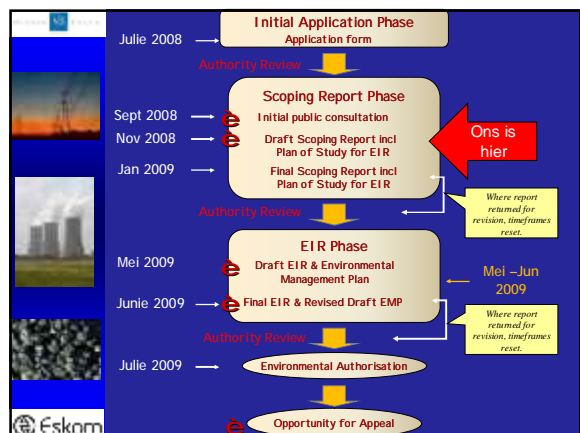 Initial Application Phase
Julie 2008
Application form
Authority Review
Scoping Report Phase
Sept 2008
Initial public consultation
Nov 2008
Draft Scoping Report incl
Plan of Study for EIR
Ons is
hier
Jan 2009
Final Scoping Report incl
Plan of Study for EIR
Where report
returned for
revision, timeframes
reset.
Authority Review
EIR Phase
Mei 2009
Draft EIR & Environmental
Management Plan
Mei –Jun
2009
Junie 2009
Final EIR & Revised Draft EMP
Where report
returned for
revision, timeframes
reset.
Authority Review
Julie 2009
Environmental Authorisation
Opportunity for Appeal
Eskom